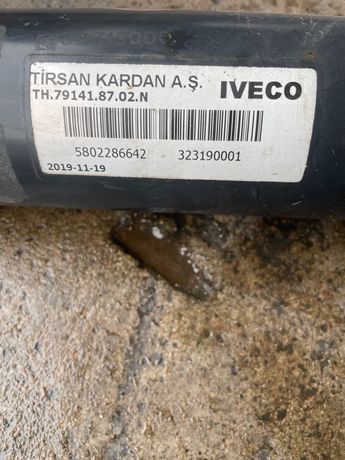 TİRSAN KARDAN A.Ş. IVECO
TH.79141.87.02.N
5802286642 323190001
2019-11-19